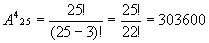 A⁴₂₅ = 25!/(25 − 3)! = 25!/22! = 303600